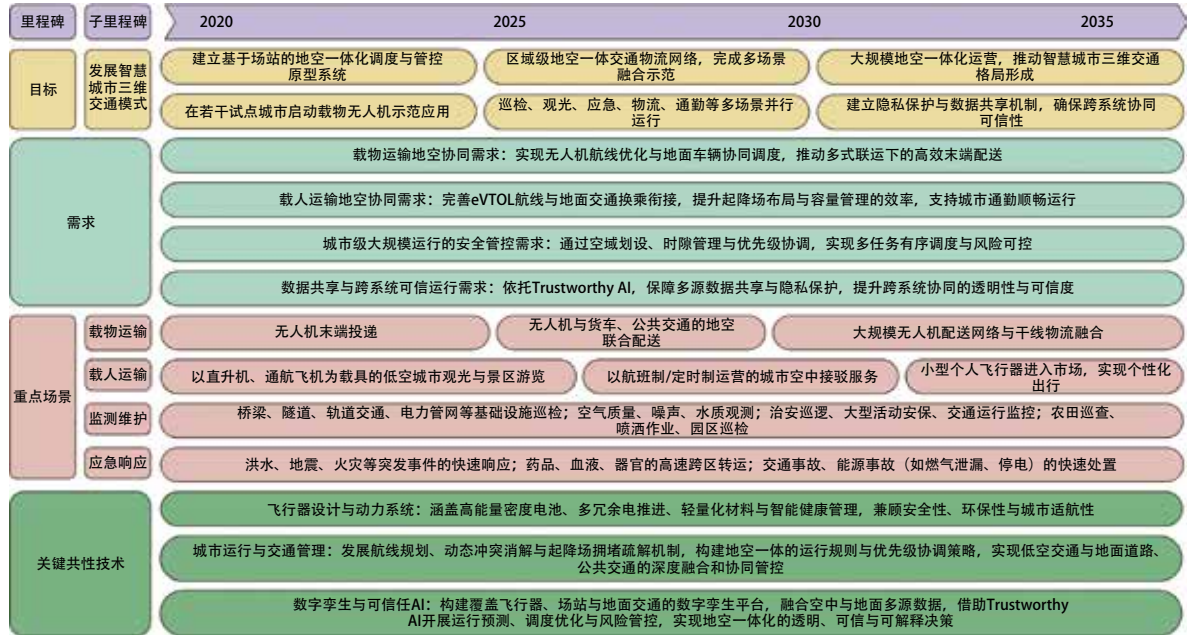 里程碑
子里程碑
2020
2025
2030
2035
目标
发展智慧
城市三维
交通模式
建立基于场站的地空一体化调度与管控
原型系统
区域级地空一体交通物流网络，完成多场景
融合示范
大规模地空一体化运营，推动智慧城市三维交通
格局形成
在若干试点城市启动载物无人机示范应用
巡检、观光、应急、物流、通勤等多场景并行
运行
建立隐私保护与数据共享机制，确保跨系统协同
可信性
需求
载物运输地空协同需求：实现无人机航线优化与地面车辆协同调度，推动多式联运下的高效末端配送
载人运输地空协同需求：完善eVTOL航线与地面交通换乘衔接，提升起降场布局与容量管理的效率，支持城市通勤顺畅运行
城市级大规模运行的安全管控需求：通过空域划设、时隙管理与优先级协调，实现多任务有序调度与风险可控
数据共享与跨系统可信运行需求：依托Trustworthy AI，保障多源数据共享与隐私保护，提升跨系统协同的透明性与可信度
重点场景
载物运输
无人机末端投递
无人机与货车、公共交通的地空
联合配送
大规模无人机配送网络与干线物流融合
载人运输
以直升机、通航飞机为载具的低空城市观光与景区游览
以航班制/定时制运营的城市空中接驳服务
小型个人飞行器进入市场，实现个性化
出行
监测维护
桥梁、隧道、轨道交通、电力管网等基础设施巡检；空气质量、噪声、水质观测；治安巡逻、大型活动安保、交通运行监控；农田巡查、
喷洒作业、园区巡检
应急响应
洪水、地震、火灾等突发事件的快速响应；药品、血液、器官的高速跨区转运；交通事故、能源事故（如燃气泄漏、停电）的快速处置
关键共性技术
飞行器设计与动力系统：涵盖高能量密度电池、多冗余电推进、轻量化材料与智能健康管理，兼顾安全性、环保性与城市适航性
城市运行与交通管理：发展航线规划、动态冲突消解与起降场拥堵疏解机制，构建地空一体的运行规则与优先级协调策略，实现低空交通与地面道路、
公共交通的深度融合和协同管控
数字孪生与可信任AI：构建覆盖飞行器、场站与地面交通的数字孪生平台，融合空中与地面多源数据，借助Trustworthy
AI开展运行预测、调度优化与风险管控，实现地空一体化的透明、可信与可解释决策